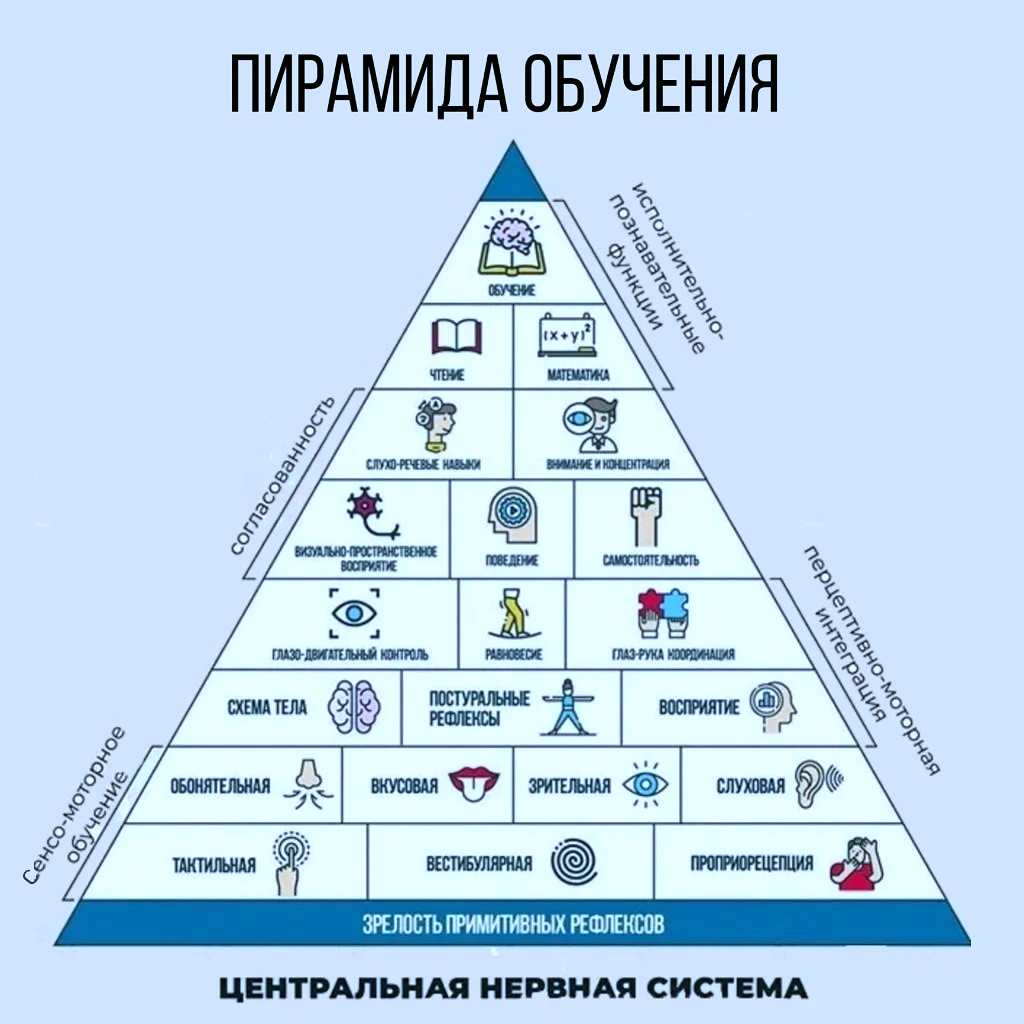 ПИРАМИДА ОБУЧЕНИЯ
исполнительно-
познавательные
функции
ОБУЧЕНИЕ
(x+y)²
ЧТЕНИЕ
МАТЕМАТИКА
согласованность
A
2
СЛУХО-РЕЧЕВЫЕ НАВЫКИ
ВНИМАНИЕ И КОНЦЕНТРАЦИЯ
ВИЗУАЛЬНО-ПРОСТРАНСТВЕННОЕ
ВОСПРИЯТИЕ
ПОВЕДЕНИЕ
САМОСТОЯТЕЛЬНОСТЬ
перцептивно-моторная
интеграция
ГЛАЗО-ДВИГАТЕЛЬНЫЙ КОНТРОЛЬ
РАВНОВЕСИЕ
ГЛАЗ-РУКА КООРДИНАЦИЯ
СХЕМА ТЕЛА
ПОСТУРАЛЬНЫЕ
РЕФЛЕКСЫ
ВОСПРИЯТИЕ
Сенсо-моторное
обучение
ОБОНЯТЕЛЬНАЯ
ВКУСОВАЯ
ЗРИТЕЛЬНАЯ
СЛУХОВАЯ
ТАКТИЛЬНАЯ
ВЕСТИБУЛЯРНАЯ
ПРОПРИОРЕЦЕПЦИЯ
ЗРЕЛОСТЬ ПРИМИТИВНЫХ РЕФЛЕКСОВ
ЦЕНТРАЛЬНАЯ НЕРВНАЯ СИСТЕМА